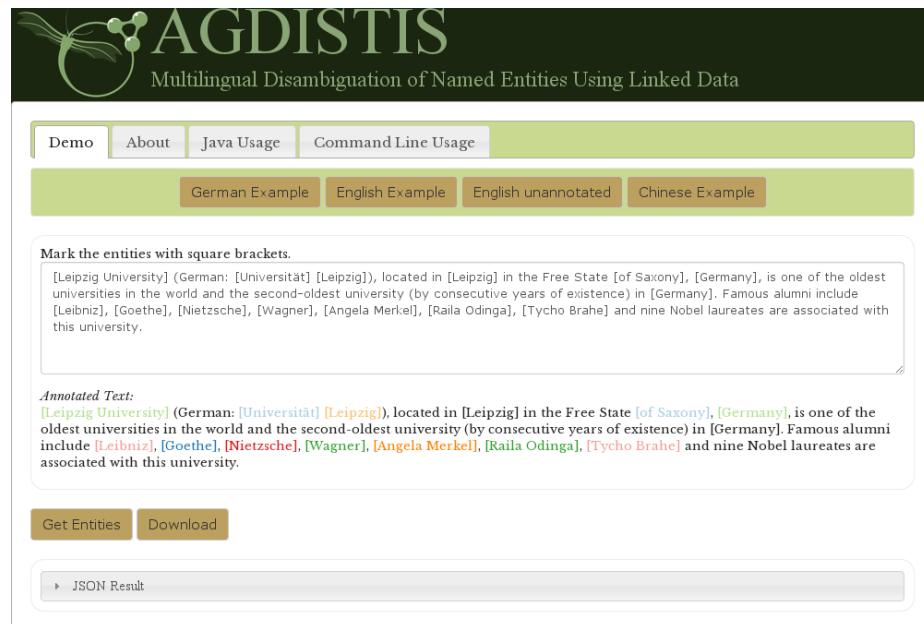 AGDISTIS
Multilingual Disambiguation of Named Entities Using Linked Data
Demo About Java Usage Command Line Usage
German Example English Example English unannotated Chinese Example
Mark the entities with square brackets.
[Leipzig University] (German: [Universität] [Leipzig]), located in [Leipzig] in the Free State [of Saxony], [Germany], is one of the oldest
universities in the world and the second-oldest university (by consecutive years of existence) in [Germany]. Famous alumni include
[Leibniz], [Goethe], [Nietzsche], [Wagner], [Angela Merkel], [Raila Odinga], [Tycho Brahe] and nine Nobel laureates are associated with
this university.
Annotated Text:
[Leipzig University] (German: [Universität] [Leipzig]), located in [Leipzig] in the Free State [of Saxony], [Germany], is one of the
oldest universities in the world and the second-oldest university (by consecutive years of existence) in [Germany]. Famous alumni
include [Leibniz], [Goethe], [Nietzsche], [Wagner], [Angela Merkel], [Raila Odinga], [Tycho Brahe] and nine Nobel laureates are
associated with this university.
Get Entities Download
JSON Result